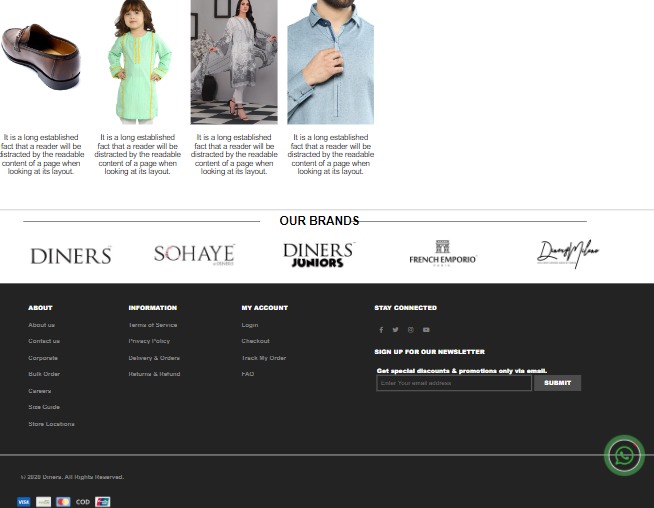 It is a long established
fact that a reader will be
distracted by the readable
content of a page when
looking at its layout.
It is a long established
fact that a reader will be
distracted by the readable
content of a page when
looking at its layout.
It is a long established
fact that a reader will be
distracted by the readable
content of a page when
looking at its layout.
It is a long established
fact that a reader will be
distracted by the readable
content of a page when
looking at its layout.
OUR BRANDS
DINERS
SOHAYE
DINERS
JUNIORS
FRENCH EMPORIO
PARIS
Diners Milano
ABOUT
About us
Contact us
Corporate
Bulk Order
Careers
Size Guide
Store Locations
INFORMATION
Terms of Service
Privacy Policy
Delivery & Orders
Returns & Refund
MY ACCOUNT
Login
Checkout
Track My Order
FAQ
STAY CONNECTED
SIGN UP FOR OUR NEWSLETTER
Get special discounts & promotions only via email.
Enter Your email address
SUBMIT
© 2020 Diners. All Rights Reserved.
VISA
COD